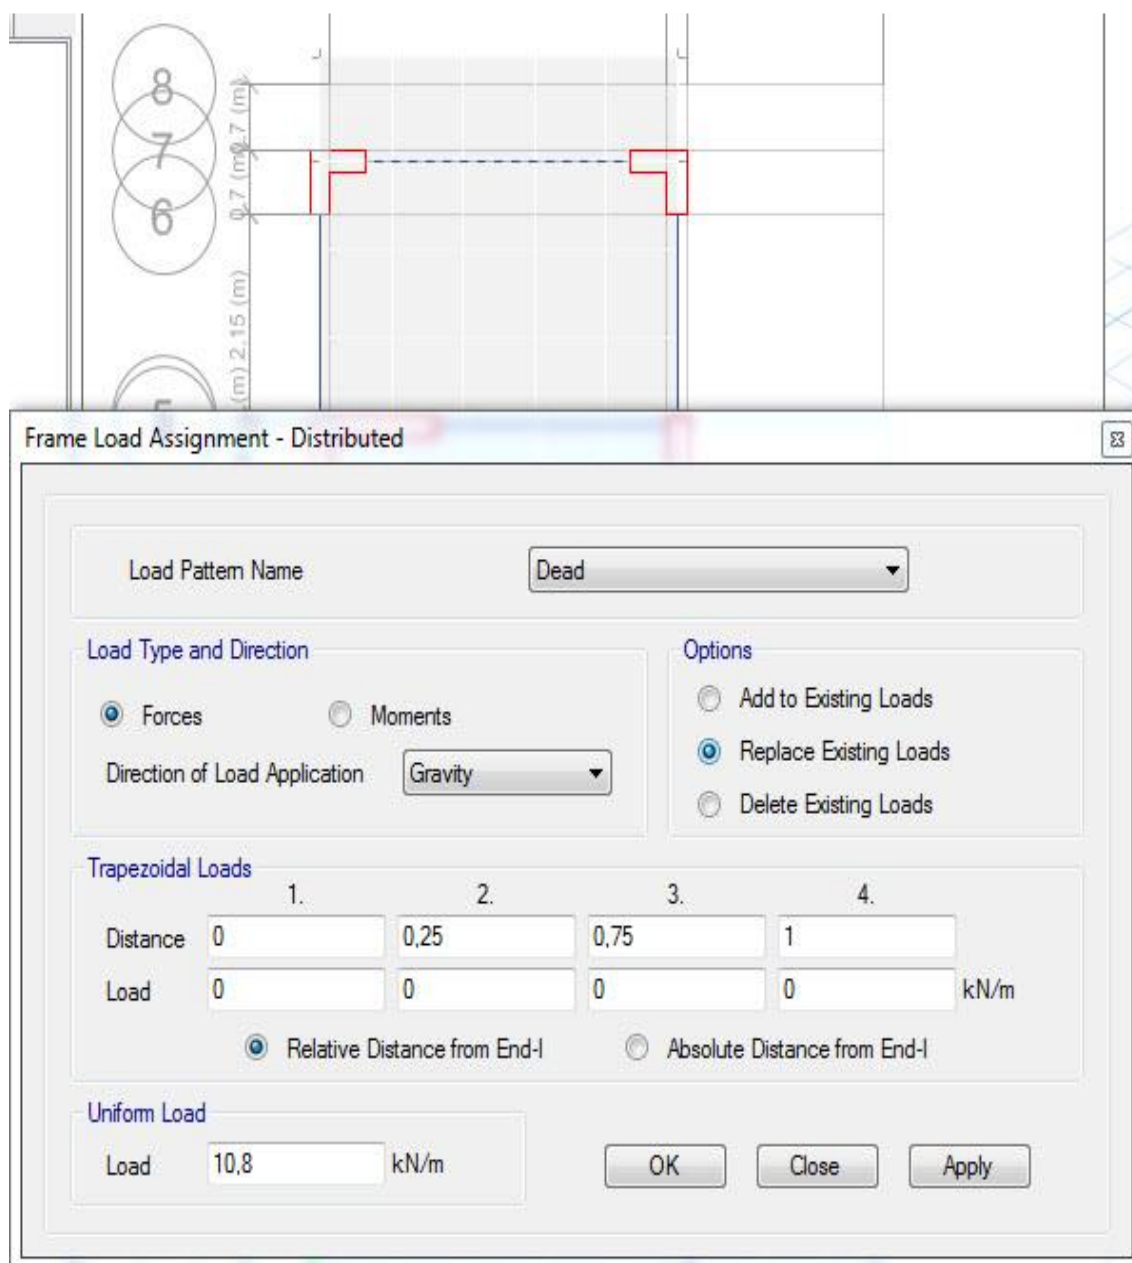 8
7
6
0.7 (m)
0.7 (m)
2.15 (m)
(m)
5
Frame Load Assignment - Distributed
Load Pattern Name
Dead
Load Type and Direction
Forces
Moments
Direction of Load Application
Gravity
Options
Add to Existing Loads
Replace Existing Loads
Delete Existing Loads
Trapezoidal Loads
1. 2. 3. 4.
Distance 0 0,25 0,75 1
Load 0 0 0 0 kN/m
Relative Distance from End-I
Absolute Distance from End-I
Uniform Load
Load 10,8 kN/m
OK Close Apply